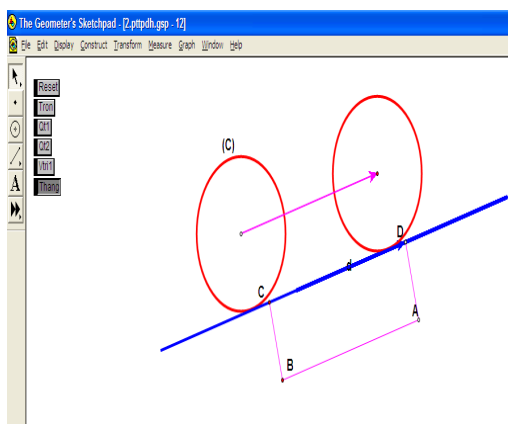 The Geometer's Sketchpad - [2.pttpdh.gsp - 12]
File Edit Display Construct Transform Measure Graph Window Help
Reset
Tron
Qt1
Qt2
Vtri1
Thang
A
(C)
D
d
C
A
B